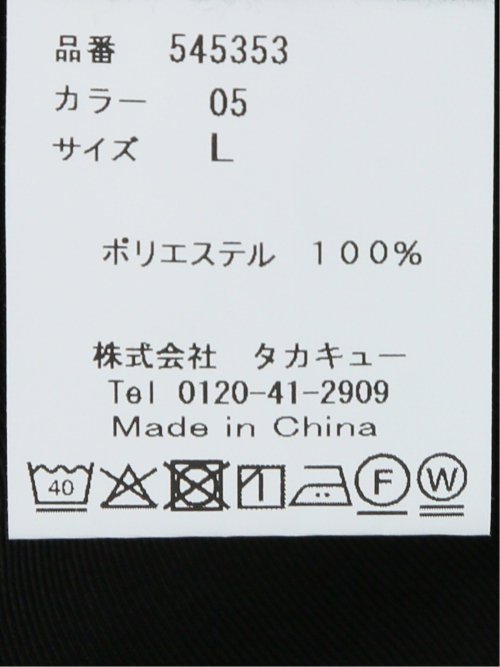 品番 545353
カラー 05
サイズ L
ポリエステル 100%
株式会社 タカキュー
Tel 0120-41-2909
Made in China
40 F W